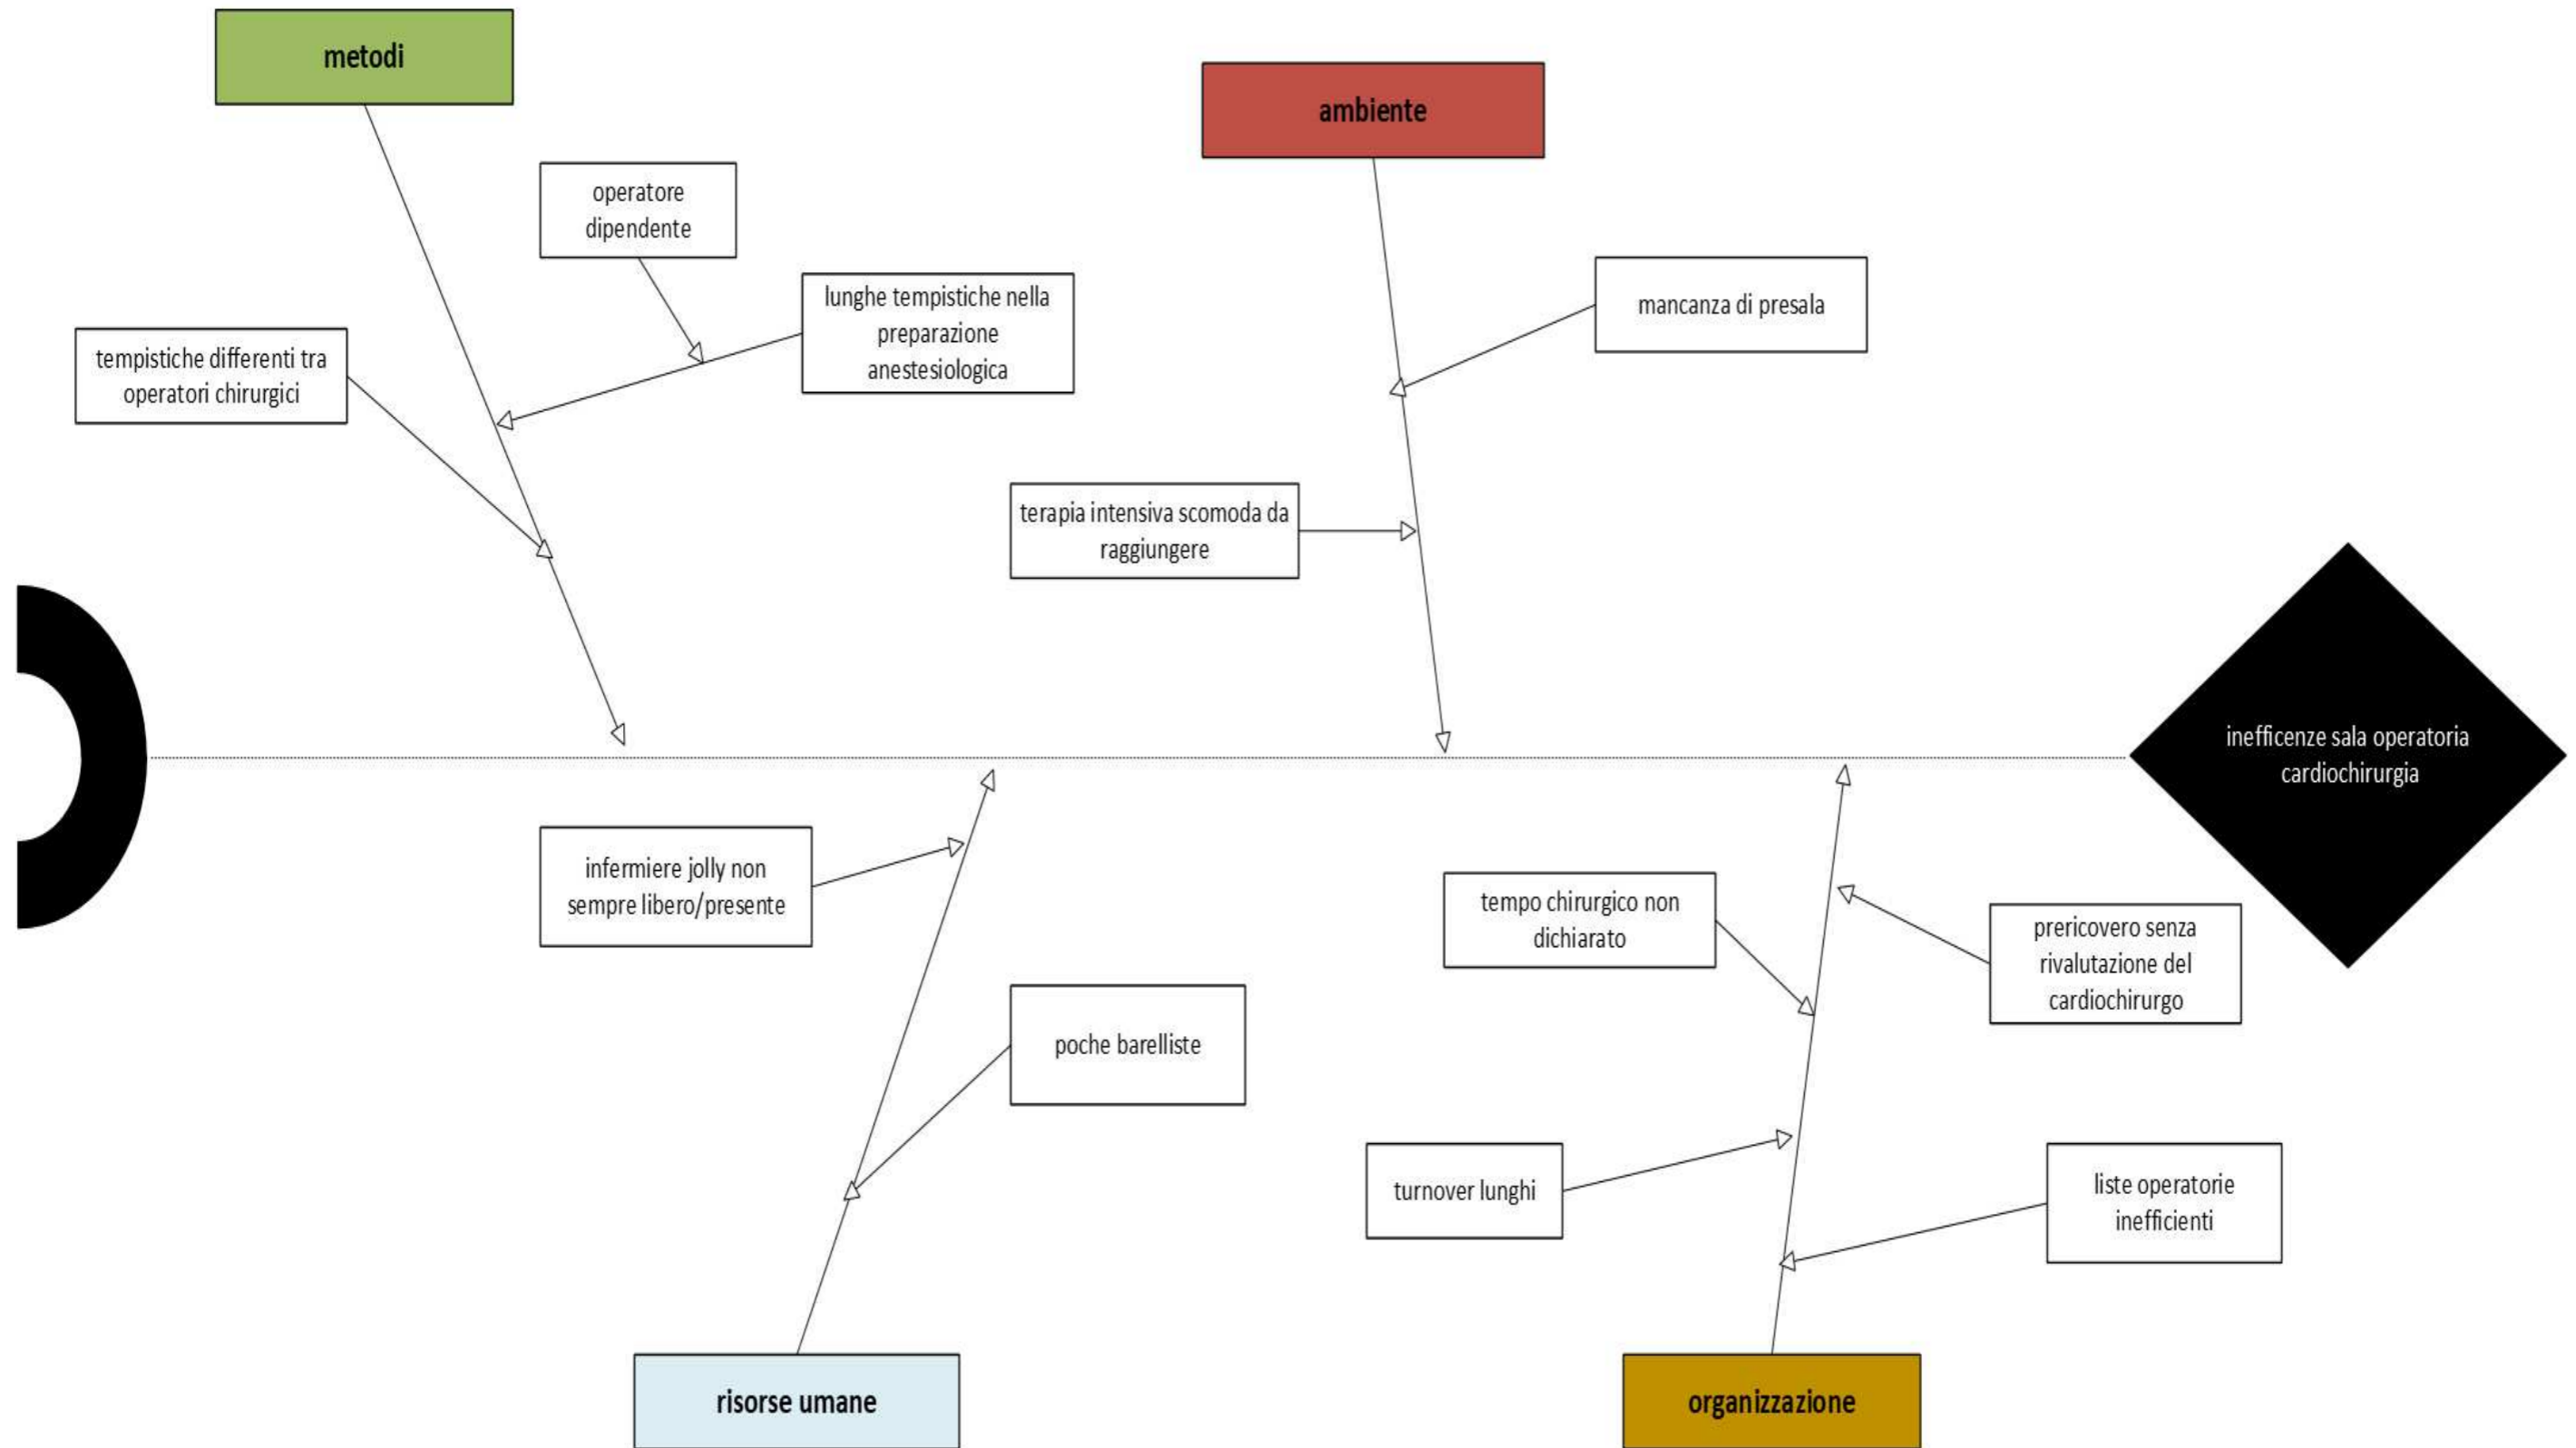 metodi
ambiente
operatore
dipendente
lunghe tempistiche nella
preparazione
anestesiologica
mancanza di presala
tempistiche differenti tra
operatori chirurgici
terapia intensiva scomoda da
raggiungere
inefficenze sala operatoria
cardiochirurgia
infermiere jolly non
sempre libero/presente
tempo chirurgico non
dichiarato
prericovero senza
rivalutazione del
cardiochirurgo
poche barelliste
turnover lunghi
liste operatorie
inefficienti
risorse umane
organizzazione